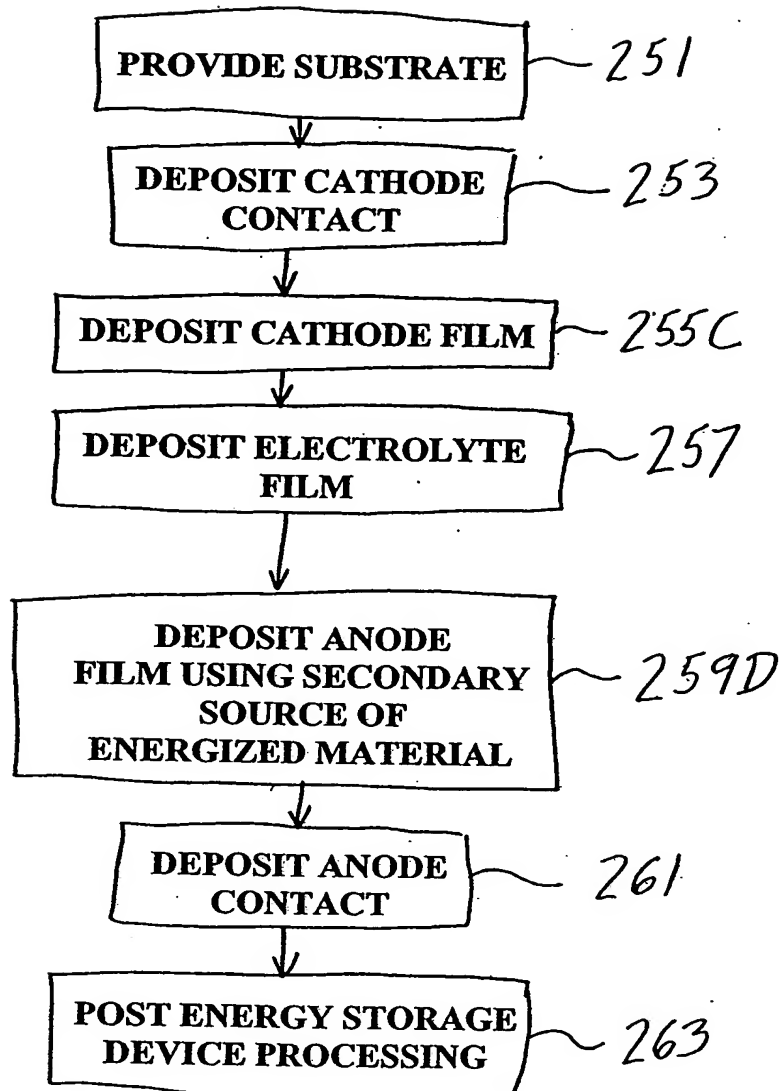 PROVIDE SUBSTRATE 251
DEPOSIT CATHODE 253
CONTACT
DEPOSIT CATHODE FILM 255C
DEPOSIT ELECTROLYTE 257
FILM
DEPOSIT ANODE
FILM USING SECONDARY 259D
SOURCE OF
ENERGIZED MATERIAL
DEPOSIT ANODE 261
CONTACT
POST ENERGY STORAGE
DEVICE PROCESSING 263